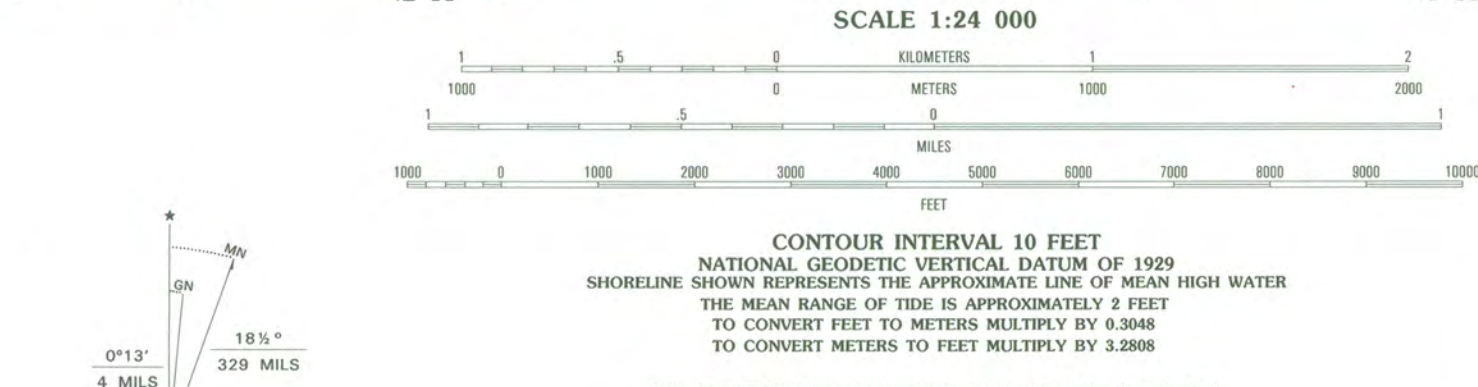 SCALE 1:24 000
1 .5 0 KILOMETERS 1 2
1000 0 METERS 1000 2000
1 .5 0 1
MILES
1000 0 1000 2000 3000 4000 5000 6000 7000 8000 9000 10000
FEET
CONTOUR INTERVAL 10 FEET
NATIONAL GEODETIC VERTICAL DATUM OF 1929
SHORELINE SHOWN REPRESENTS THE APPROXIMATE LINE OF MEAN HIGH WATER
THE MEAN RANGE OF TIDE IS APPROXIMATELY 2 FEET
TO CONVERT FEET TO METERS MULTIPLY BY 0.3048
TO CONVERT METERS TO FEET MULTIPLY BY 3.2808
★
MN
GN
18½°
329 MILS
0°13′
4 MILS